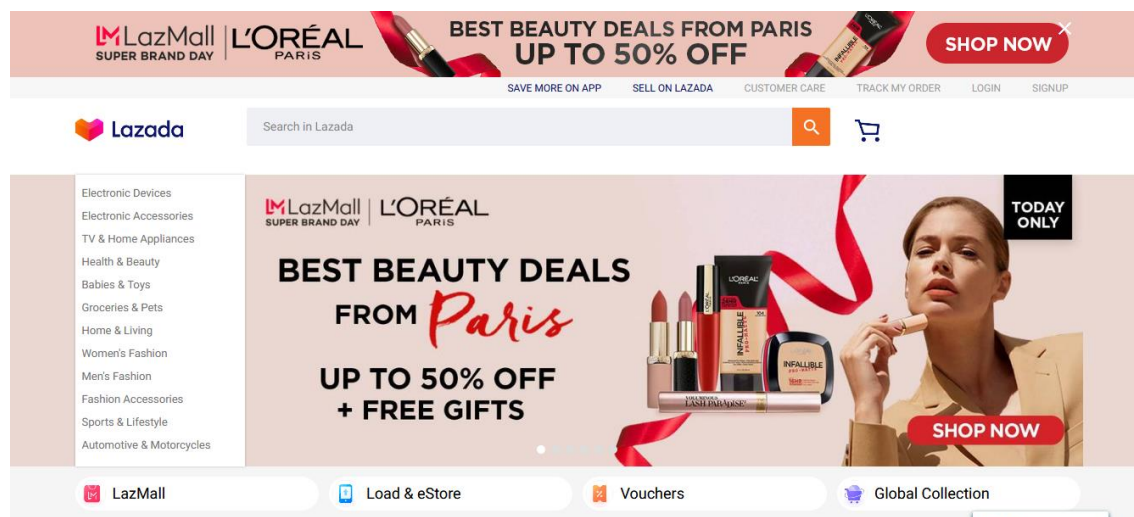 LazMall
SUPER BRAND DAY
L'ORÉAL
PARIS
BEST BEAUTY DEALS FROM PARIS
UP TO 50% OFF
SHOP NOW
SAVE MORE ON APP
SELL ON LAZADA
CUSTOMER CARE
TRACK MY ORDER
LOGIN
SIGNUP
Lazada
Search in Lazada
Electronic Devices
Electronic Accessories
TV & Home Appliances
Health & Beauty
Babies & Toys
Groceries & Pets
Home & Living
Women's Fashion
Men's Fashion
Fashion Accessories
Sports & Lifestyle
Automotive & Motorcycles
LazMall
SUPER BRAND DAY
L'ORÉAL
PARIS
BEST BEAUTY DEALS
FROM Paris
UP TO 50% OFF
+ FREE GIFTS
L'ORÉAL
INFALLIBLE
PRO-MATTE
INFALLIBLE
LASH PARADISE
TODAY
ONLY
SHOP NOW
LazMall
Load & eStore
Vouchers
Global Collection